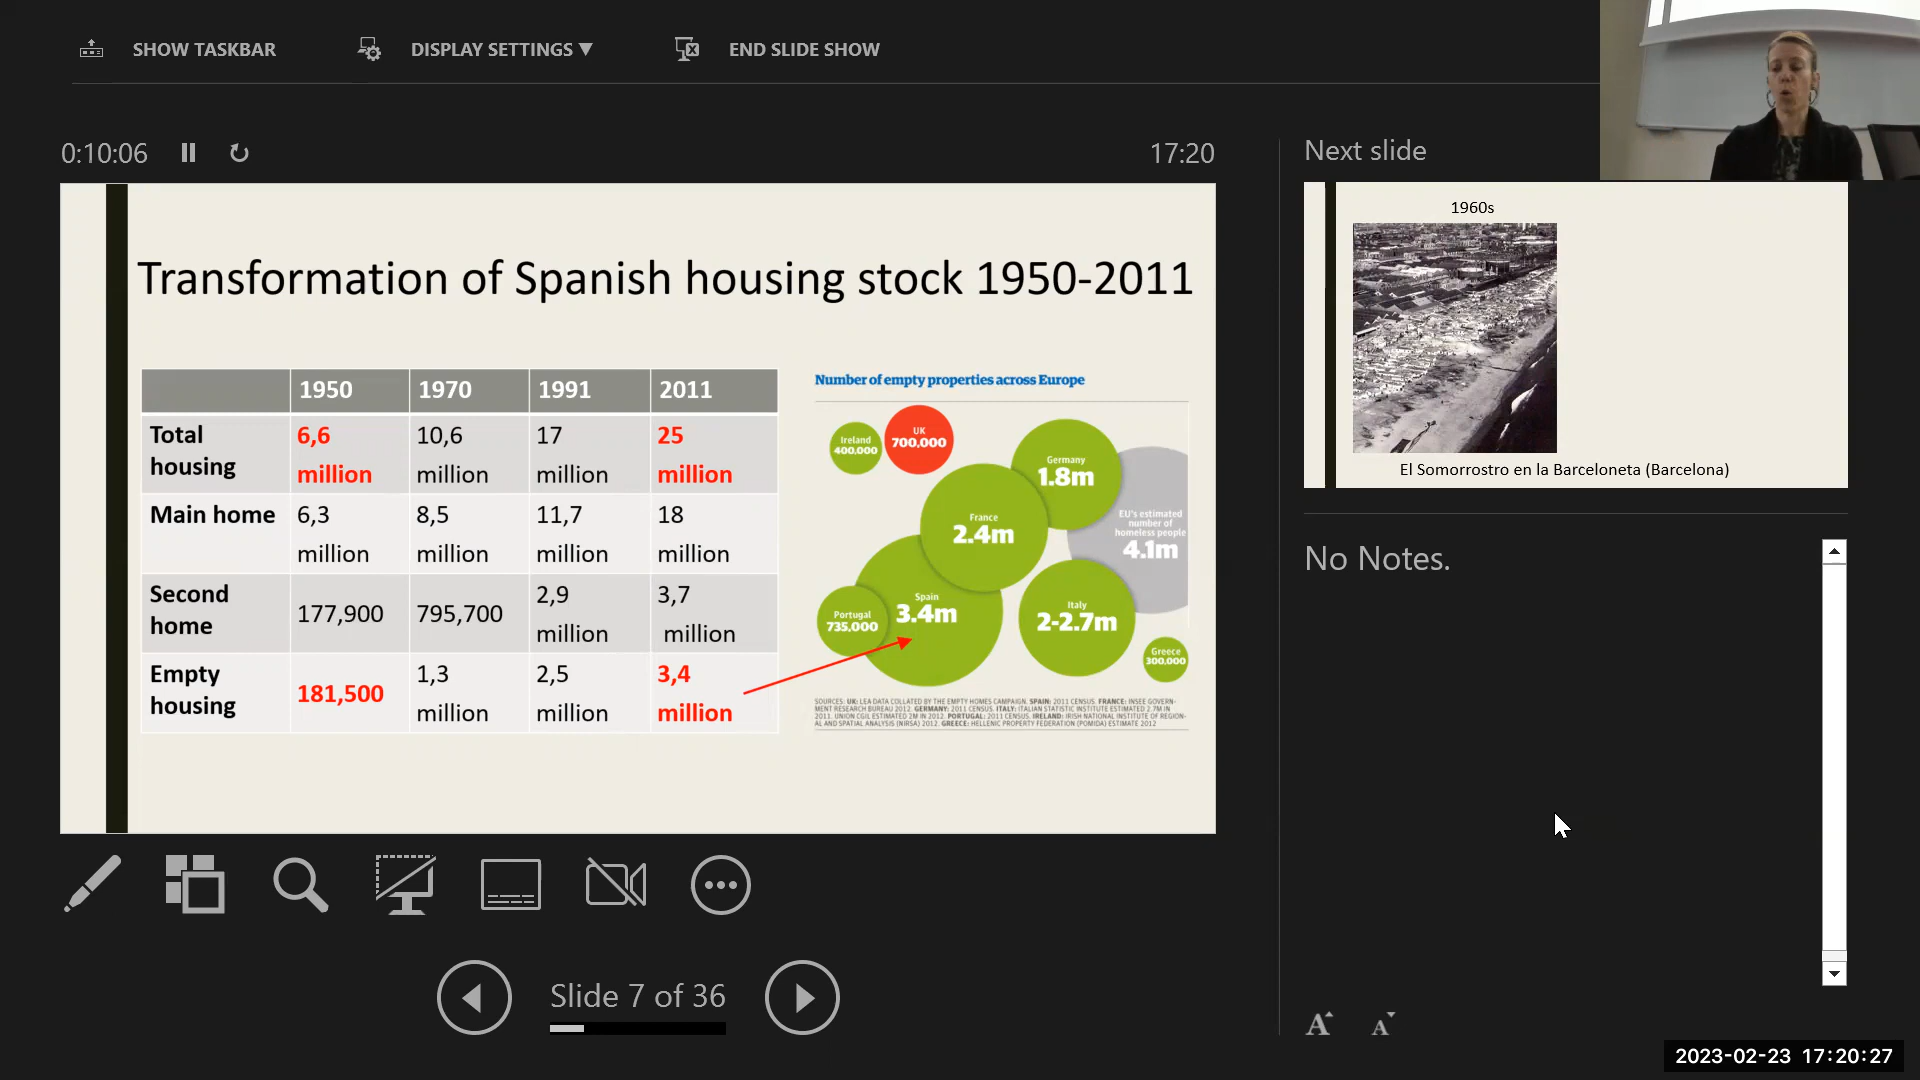 SHOW TASKBAR
DISPLAY SETTINGS ▼
END SLIDE SHOW
0:10:06
17:20
Transformation of Spanish housing stock 1950-2011
1950 1970 1991 2011
Total housing 6,6 million 10,6 million 17 million 25 million
Main home 6,3 million 8,5 million 11,7 million 18 million
Second home 177,900 795,700 2,9 million 3,7 million
Empty housing 181,500 1,3 million 2,5 million 3,4 million
Number of empty properties across Europe
Ireland
400,000
UK
700,000
Germany
1.8m
France
2.4m
EU's estimated
number of
homeless people
4.1m
Spain
3.4m
Portugal
735,000
Italy
2-2.7m
Greece
300,000
SOURCES: UK: LEA DATA COLLATED BY THE EMPTY HOMES CAMPAIGN. SPAIN: 2011 CENSUS. FRANCE: INSEE GOVERN-
MENT RESEARCH BUREAU 2012. GERMANY: 2011 CENSUS. ITALY: ITALIAN STATISTIC INSTITUTE ESTIMATED 2.7M IN
2011. UNION CGIL ESTIMATED 2M IN 2012. PORTUGAL: 2011 CENSUS. IRELAND: IRISH NATIONAL INSTITUTE OF REGION-
AL AND SPATIAL ANALYSIS (NIRSA) 2012. GREECE: HELLENIC PROPERTY FEDERATION (POMIDA) ESTIMATE 2012
Slide 7 of 36
Next slide
1960s
El Somorrostro en la Barceloneta (Barcelona)
No Notes.
A A
2023-02-23 17:20:27